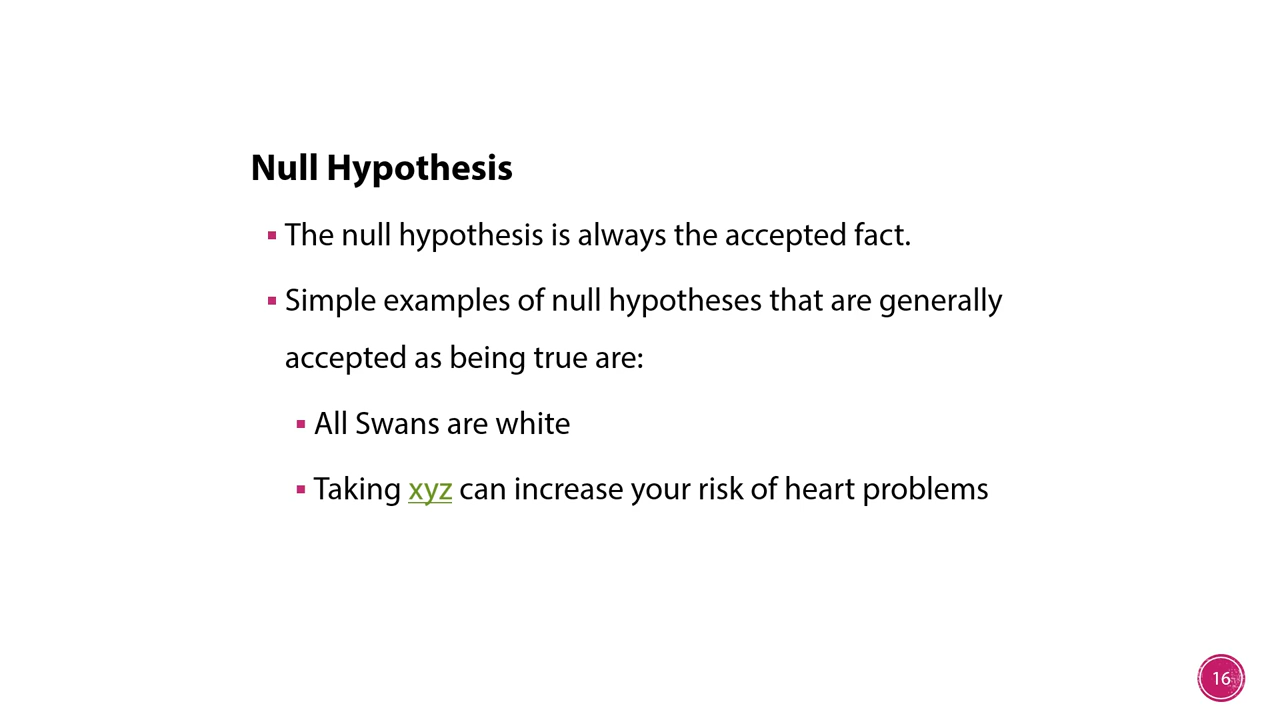 Null Hypothesis
▪ The null hypothesis is always the accepted fact.
▪ Simple examples of null hypotheses that are generally
accepted as being true are:
▪ All Swans are white
▪ Taking xyz can increase your risk of heart problems
16